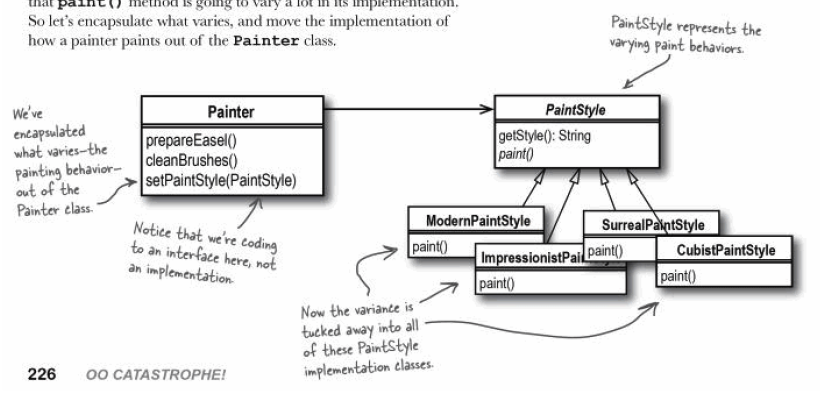 that paint() method is going to vary a lot in its implementation.
So let's encapsulate what varies, and move the implementation of
how a painter paints out of the Painter class.
PaintStyle represents the
varying paint behaviors.
We've
encapsulated
what varies—the
painting behavior—
out of the
Painter class.
Painter
prepareEasel()
cleanBrushes()
setPaintStyle(PaintStyle)
PaintStyle
getStyle(): String
paint()
Notice that we're coding
to an interface here, not
an implementation.
ModernPaintStyle
paint()
ImpressionistPai
paint()
SurrealPaintStyle
paint()
CubistPaintStyle
paint()
Now the variance is
tucked away into all
of these PaintStyle
implementation classes.
226 OO CATASTROPHE!